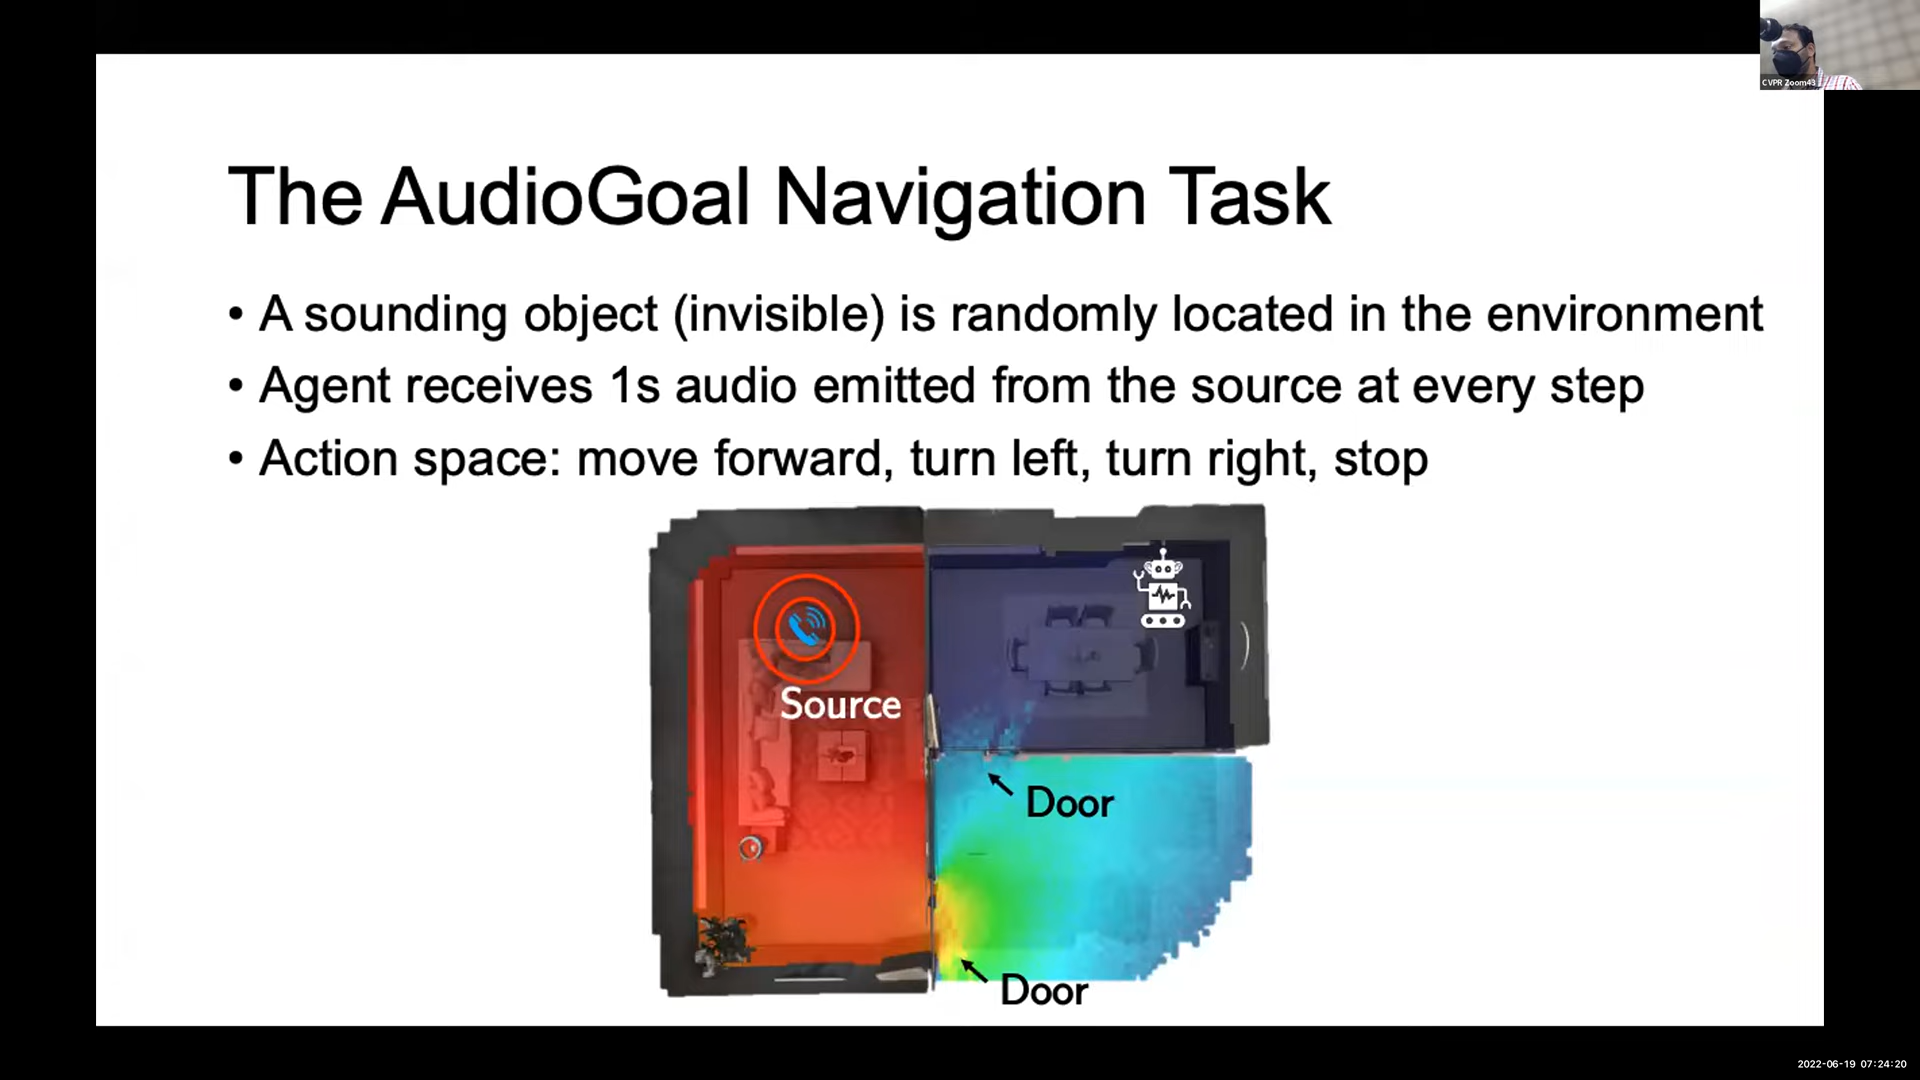 CVPR Zoom43
The AudioGoal Navigation Task
• A sounding object (invisible) is randomly located in the environment
• Agent receives 1s audio emitted from the source at every step
• Action space: move forward, turn left, turn right, stop
Source
Door
Door
2022-06-19 07:24:20